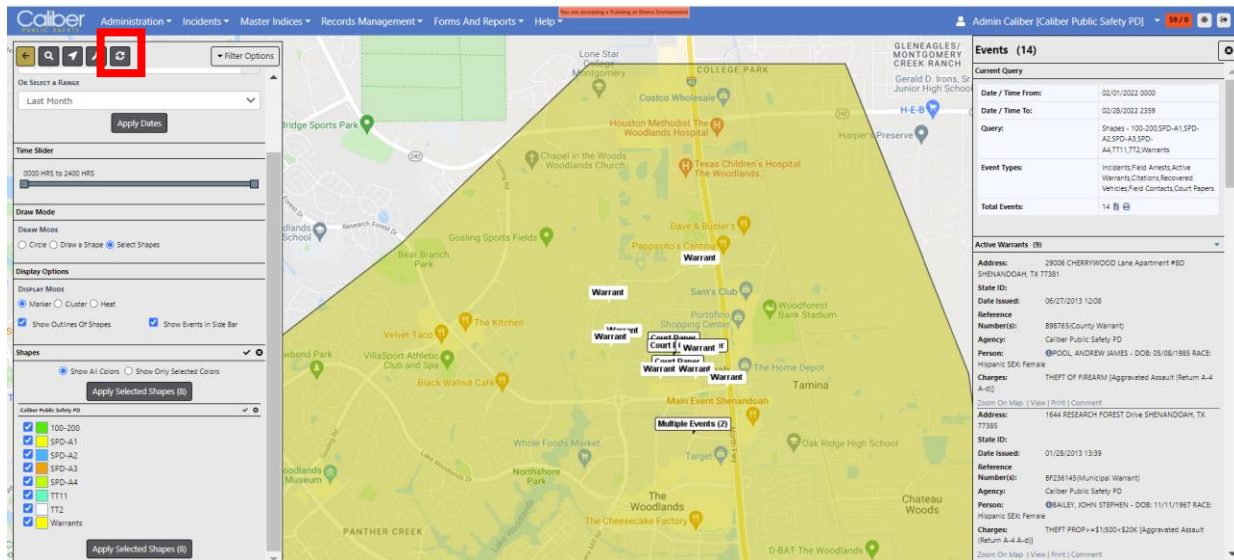 Caliber
PUBLIC SAFETY
Administration
Incidents
Master Indices
Records Management
Forms And Reports
Help
You are accessing a Training or Demo Environment
Admin Caliber [Caliber Public Safety PD]
59 / 0
Filter Options
OR SELECT A RANGE
Last Month
Apply Dates
Time Slider
0000 HRS to 2400 HRS
Draw Mode
DRAW MODE
Circle
Draw a Shape
Select Shapes
Display Options
DISPLAY MODE
Marker
Cluster
Heat
Show Outlines Of Shapes
Show Events in Side Bar
Shapes
Show All Colors
Show Only Selected Colors
Apply Selected Shapes (8)
Caliber Public Safety PD
100-200
SPD-A1
SPD-A2
SPD-A3
SPD-A4
TT11
TT2
Warrants
Apply Selected Shapes (8)
Lone Star
College
Montgomery
COLLEGE PARK
GLENEAGLES/
MONTGOMERY
CREEK RANCH
Gerald D. Irons, Sr.
Junior High School
Costco Wholesale
H-E-B
Bridge Sports Park
Houston Methodist The
Woodlands Hospital
Harper's Preserve
242
242
Chapel in the Woods
Woodlands Church
Texas Children's Hospital
The Woodlands...
Gosling Rd
Research Forest Dr
Gosling Sports Fields
Dave & Buster's
Bear Branch
Park
Pappasito's Cantina
Warrant
Warrant
Sam's Club
Woodforest
Bank Stadium
Portofino
Shopping Center
The Kitchen
Velvet Taco
Warrant
Warrant
Court Paper
Court
Warrant
Court Paper
VillaSport Athletic
Club and Spa
Warrant
Warrant
Warrant
The Home Depot
Tamina
Black Walnut Cafe
Main Event Shenandoah
Multiple Events (2)
Whole Foods Market
Target
Oak Ridge High School
Northshore
Park
The
Woodlands
Chateau
Woods
The Cheesecake Factory
PANTHER CREEK
D-BAT The Woodlands
Events (14)
Current Query
Date / Time From: 02/01/2022 0000
Date / Time To: 02/28/2022 2359
Query: Shapes - 100-200,SPD-A1,SPD-
A2,SPD-A3,SPD-
A4,TT11,TT2,Warrants
Event Types: Incidents,Field Arrests,Active
Warrants,Citations,Recovered
Vehicles,Field Contacts,Court Papers
Total Events: 14
Active Warrants (9)
Address: 29006 CHERRYWOOD Lane Apartment #8D
SHENANDOAH, TX 77381
State ID:
Date Issued: 06/27/2013 12:08
Reference
Number(s): 898765(County Warrant)
Agency: Caliber Public Safety PD
Person: POOL, ANDREW JAMES - DOB: 05/08/1985 RACE:
Hispanic SEX: Female
Charges: THEFT OF FIREARM [Aggravated Assault (Return A-4
A-d)]
Zoom On Map | View | Print | Comment
Address: 1644 RESEARCH FOREST Drive SHENANDOAH, TX
77385
State ID:
Date Issued: 01/28/2013 13:39
Reference
Number(s): BF236145(Municipal Warrant)
Agency: Caliber Public Safety PD
Person: BAILEY, JOHN STEPHEN - DOB: 11/11/1967 RACE:
Hispanic SEX: Female
Charges: THEFT PROP>=$1[500<$20K [Aggravated Assault
(Return A-4 A-d)]
Zoom On Map | View | Print | Comment